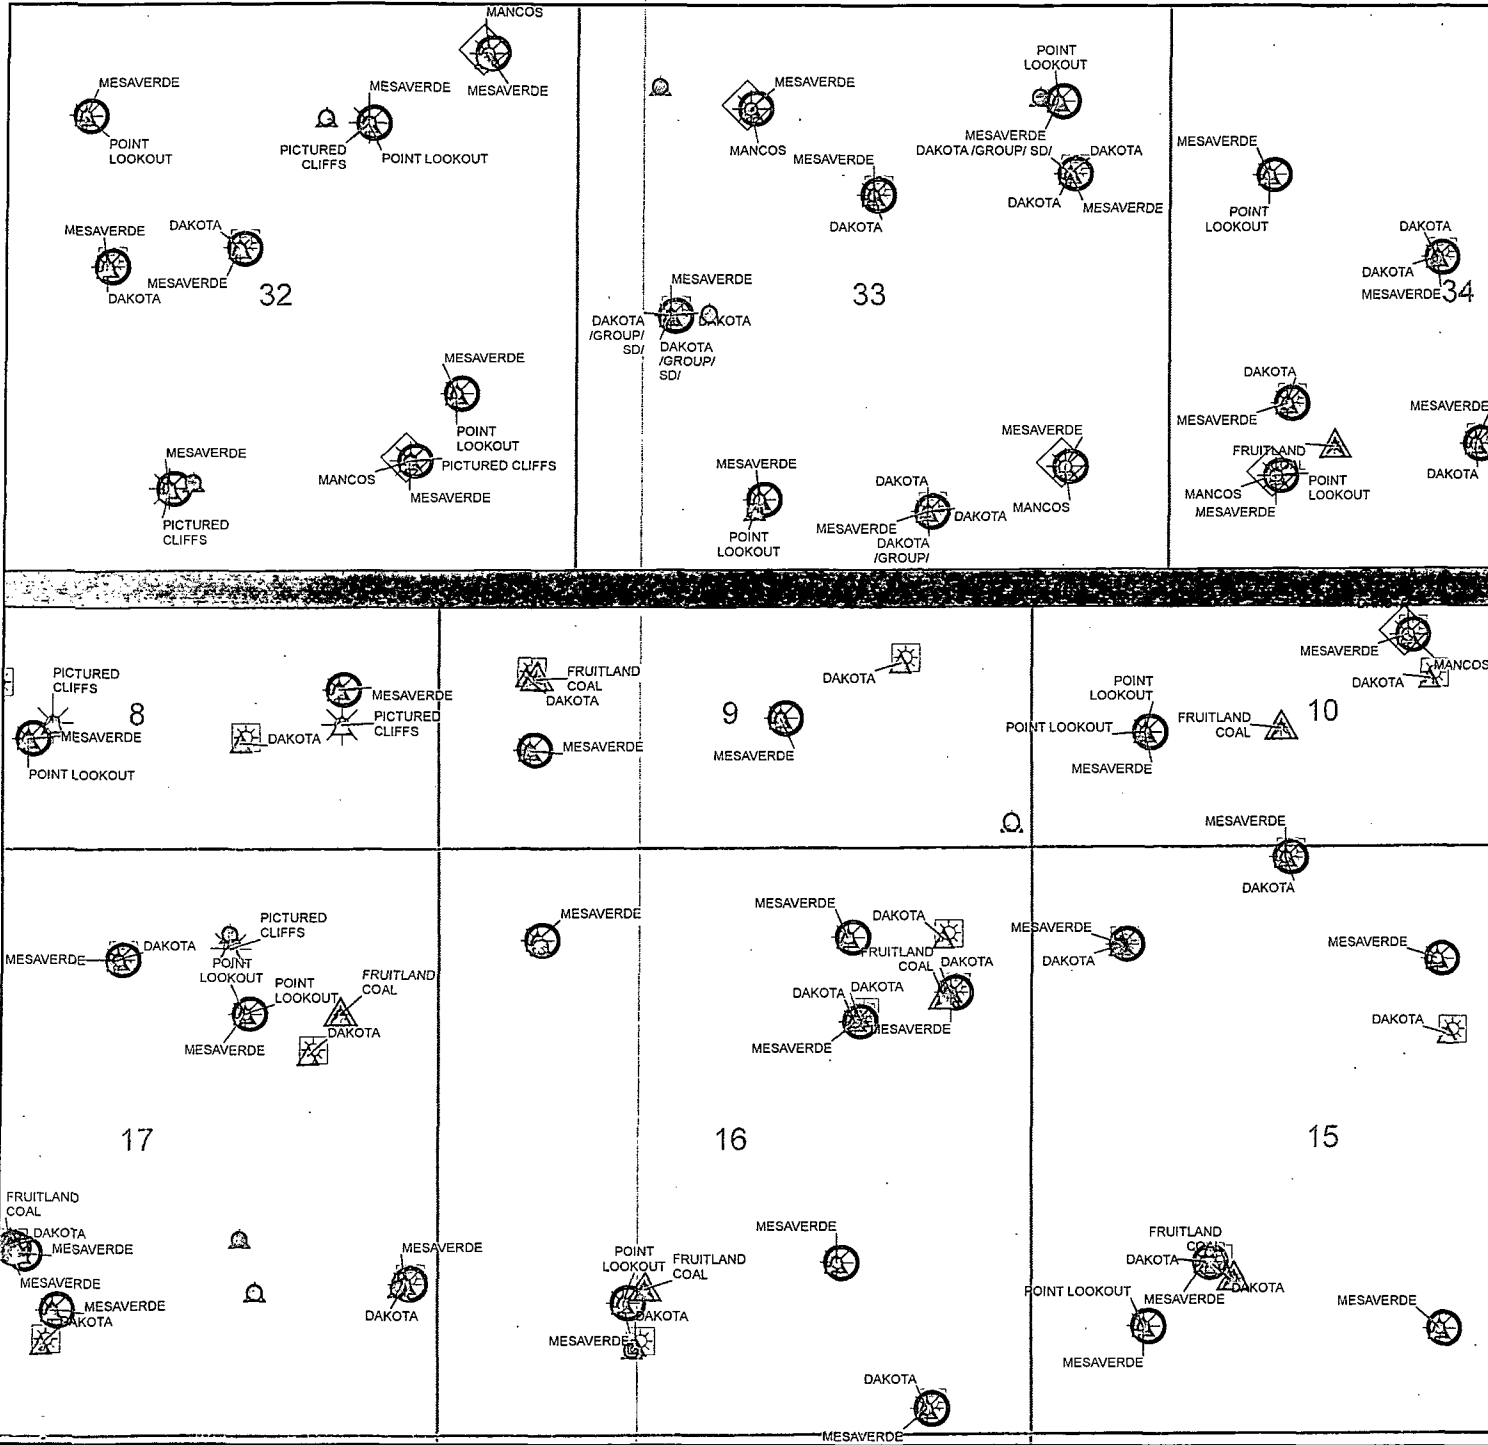 MANCOS
MESAVERDE
MESAVERDE
POINT
LOOKOUT
MESAVERDE
PICTURED
CLIFFS
POINT LOOKOUT
MESAVERDE
DAKOTA
DAKOTA
MESAVERDE
32
MESAVERDE
POINT
LOOKOUT
MESAVERDE
PICTURED
CLIFFS
MANCOS
PICTURED CLIFFS
MESAVERDE
MESAVERDE
MANCOS
POINT
LOOKOUT
MESAVERDE
DAKOTA /GROUP/ SD/
DAKOTA
DAKOTA
MESAVERDE
MESAVERDE
DAKOTA
MESAVERDE
DAKOTA
/GROUP/
SD/
DAKOTA
DAKOTA
/GROUP/
SD/
33
MESAVERDE
POINT
LOOKOUT
DAKOTA
MESAVERDE
DAKOTA
DAKOTA
/GROUP/
MESAVERDE
MANCOS
MESAVERDE
POINT
LOOKOUT
DAKOTA
DAKOTA
MESAVERDE
34
DAKOTA
MESAVERDE
MESAVERDE
DAKOTA
FRUITLAND
MANCOS
POINT
LOOKOUT
MESAVERDE
PICTURED
CLIFFS
8
MESAVERDE
POINT LOOKOUT
DAKOTA
MESAVERDE
PICTURED
CLIFFS
FRUITLAND
COAL
DAKOTA
MESAVERDE
9
MESAVERDE
DAKOTA
MESAVERDE
MANCOS
DAKOTA
POINT
LOOKOUT
POINT LOOKOUT
MESAVERDE
FRUITLAND
COAL
10
MESAVERDE
DAKOTA
MESAVERDE
DAKOTA
PICTURED
CLIFFS
POINT
LOOKOUT
POINT
LOOKOUT
MESAVERDE
FRUITLAND
COAL
DAKOTA
17
FRUITLAND
COAL
DAKOTA
MESAVERDE
MESAVERDE
MESAVERDE
DAKOTA
MESAVERDE
DAKOTA
MESAVERDE
MESAVERDE
DAKOTA
FRUITLAND
COAL
DAKOTA
DAKOTA
DAKOTA
MESAVERDE
MESAVERDE
16
MESAVERDE
POINT
LOOKOUT
FRUITLAND
COAL
DAKOTA
MESAVERDE
DAKOTA
MESAVERDE
MESAVERDE
DAKOTA
MESAVERDE
DAKOTA
15
FRUITLAND
COAL
DAKOTA
MESAVERDE
DAKOTA
POINT LOOKOUT
MESAVERDE
MESAVERDE